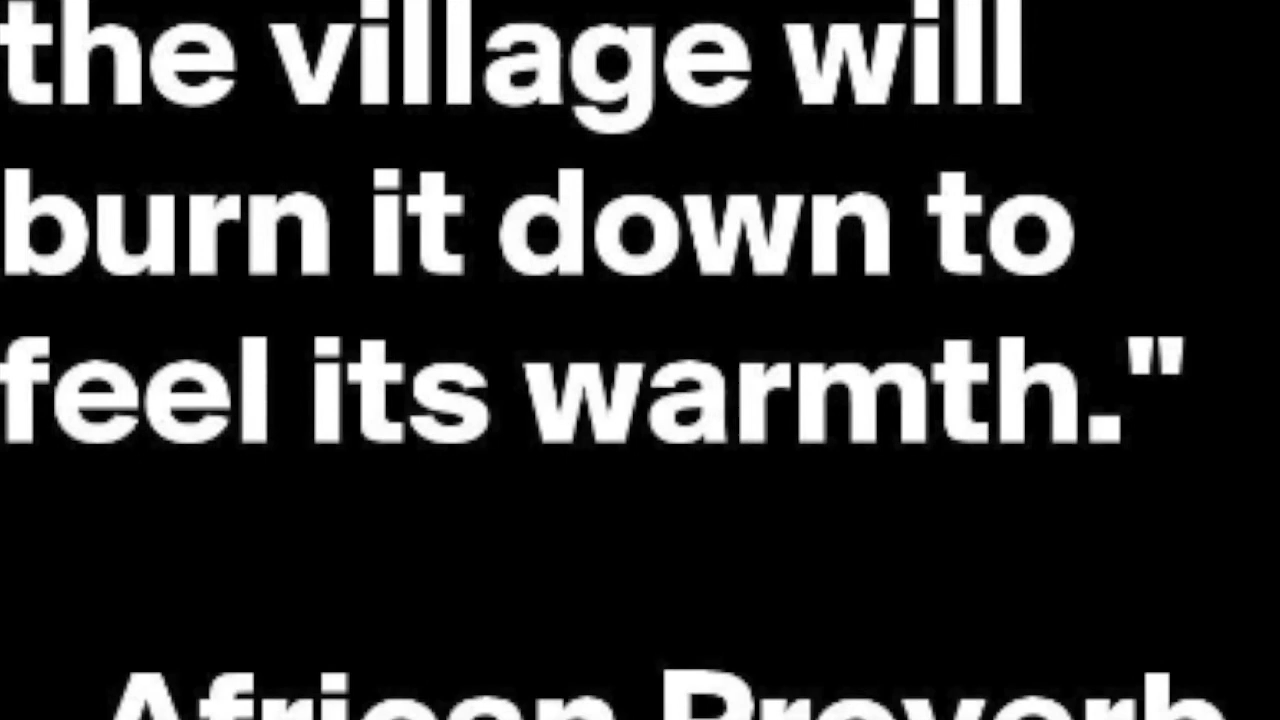 the village will
burn it down to
feel its warmth."
African Proverb